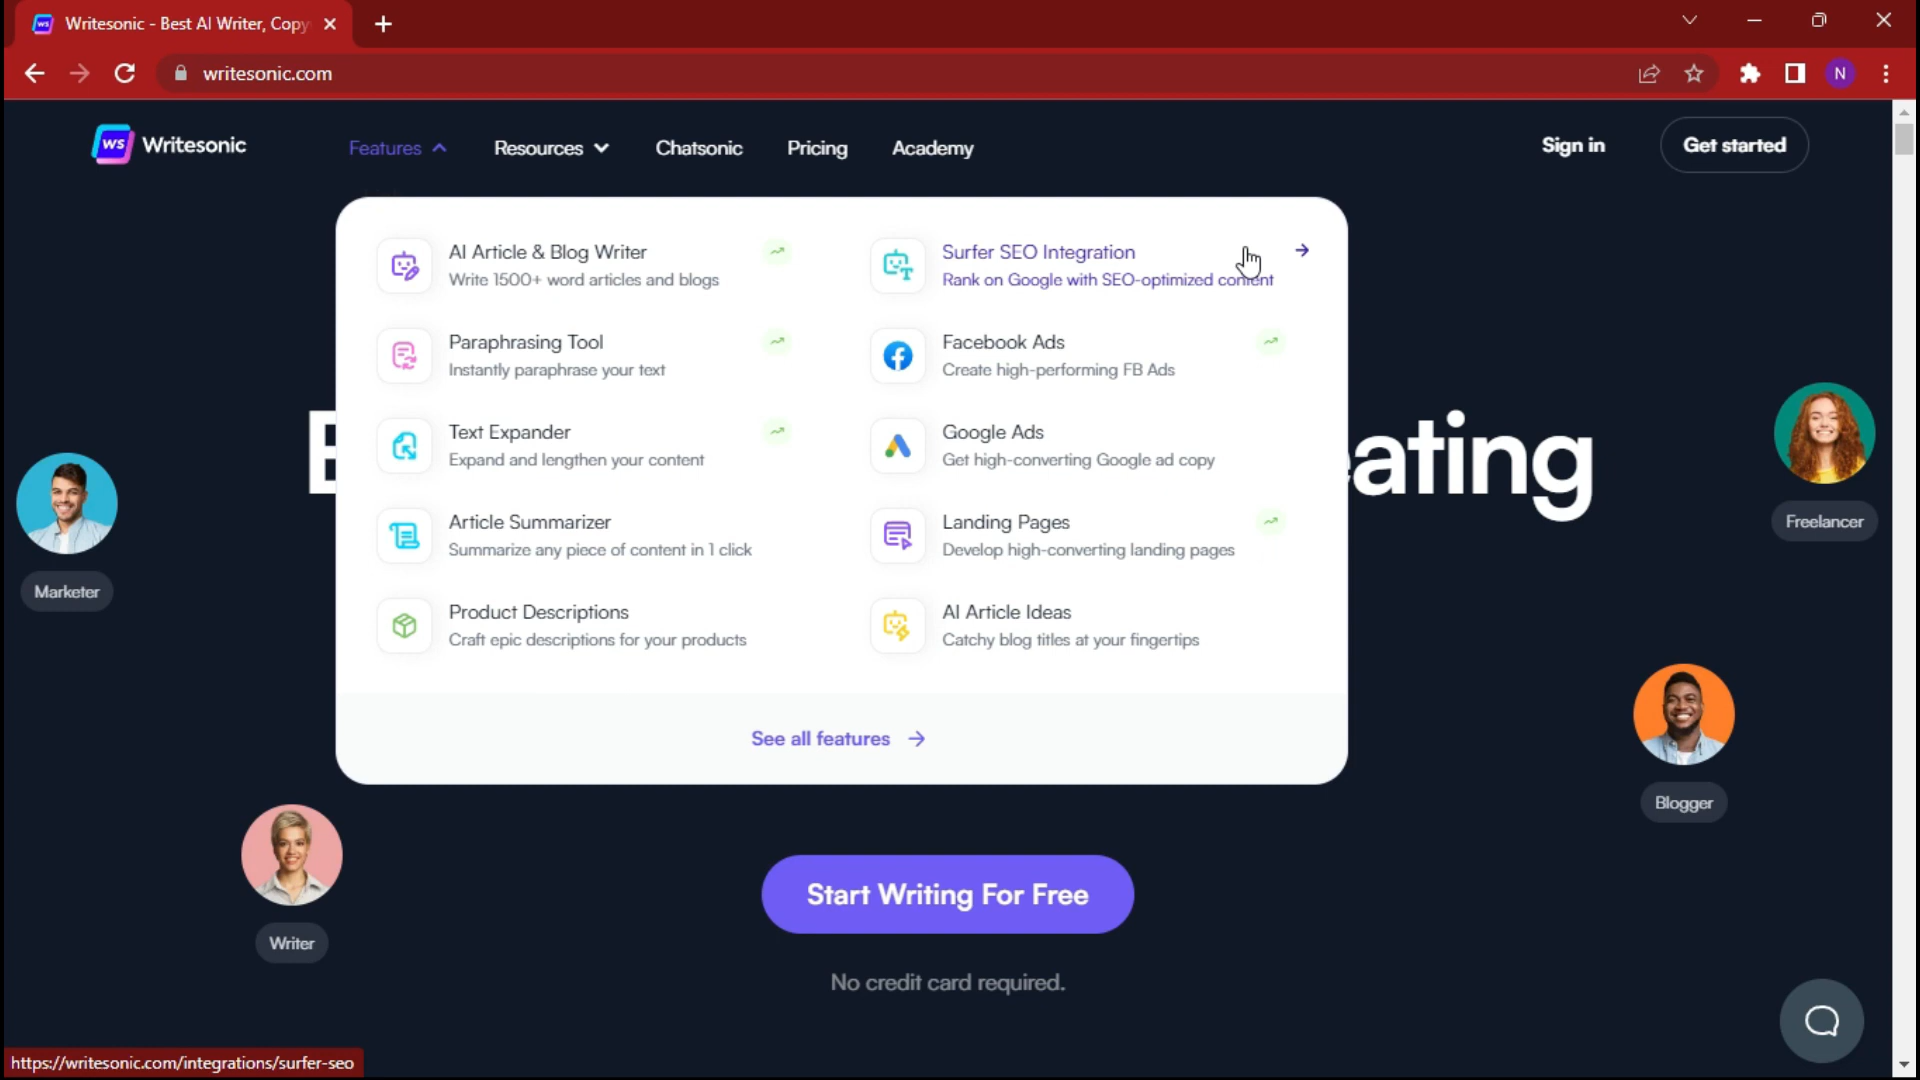 Writesonic - Best AI Writer, Copy
writesonic.com
N
ws Writesonic
Features
Resources
Chatsonic
Pricing
Academy
Sign in
Get started
AI Article & Blog Writer
Write 1500+ word articles and blogs
Surfer SEO Integration
Rank on Google with SEO-optimized content
Paraphrasing Tool
Instantly paraphrase your text
Facebook Ads
Create high-performing FB Ads
Text Expander
Expand and lengthen your content
Google Ads
Get high-converting Google ad copy
Article Summarizer
Summarize any piece of content in 1 click
Landing Pages
Develop high-converting landing pages
Product Descriptions
Craft epic descriptions for your products
AI Article Ideas
Catchy blog titles at your fingertips
See all features
eating
Marketer
Freelancer
Blogger
Writer
Start Writing For Free
No credit card required.
https://writesonic.com/integrations/surfer-seo